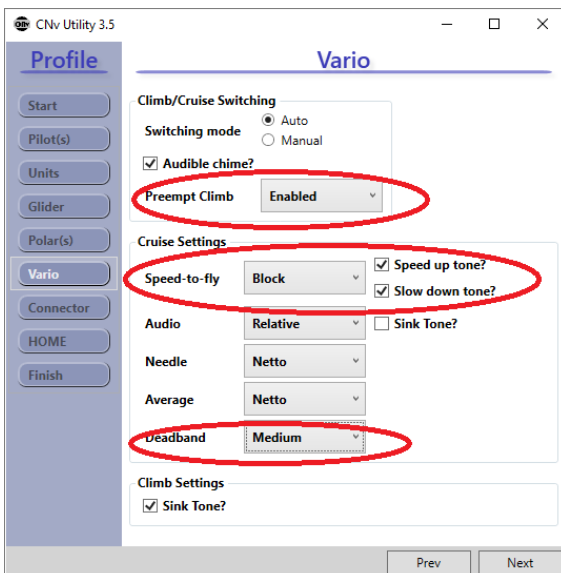 CNv Utility 3.5
Profile
Vario
Start
Pilot(s)
Units
Glider
Polar(s)
Vario
Connector
HOME
Finish
Climb/Cruise Switching
Switching mode
Auto
Manual
Audible chime?
Preempt Climb Enabled
Cruise Settings
Speed-to-fly Block
Speed up tone?
Slow down tone?
Audio Relative Sink Tone?
Needle Netto
Average Netto
Deadband Medium
Climb Settings
Sink Tone?
Prev Next